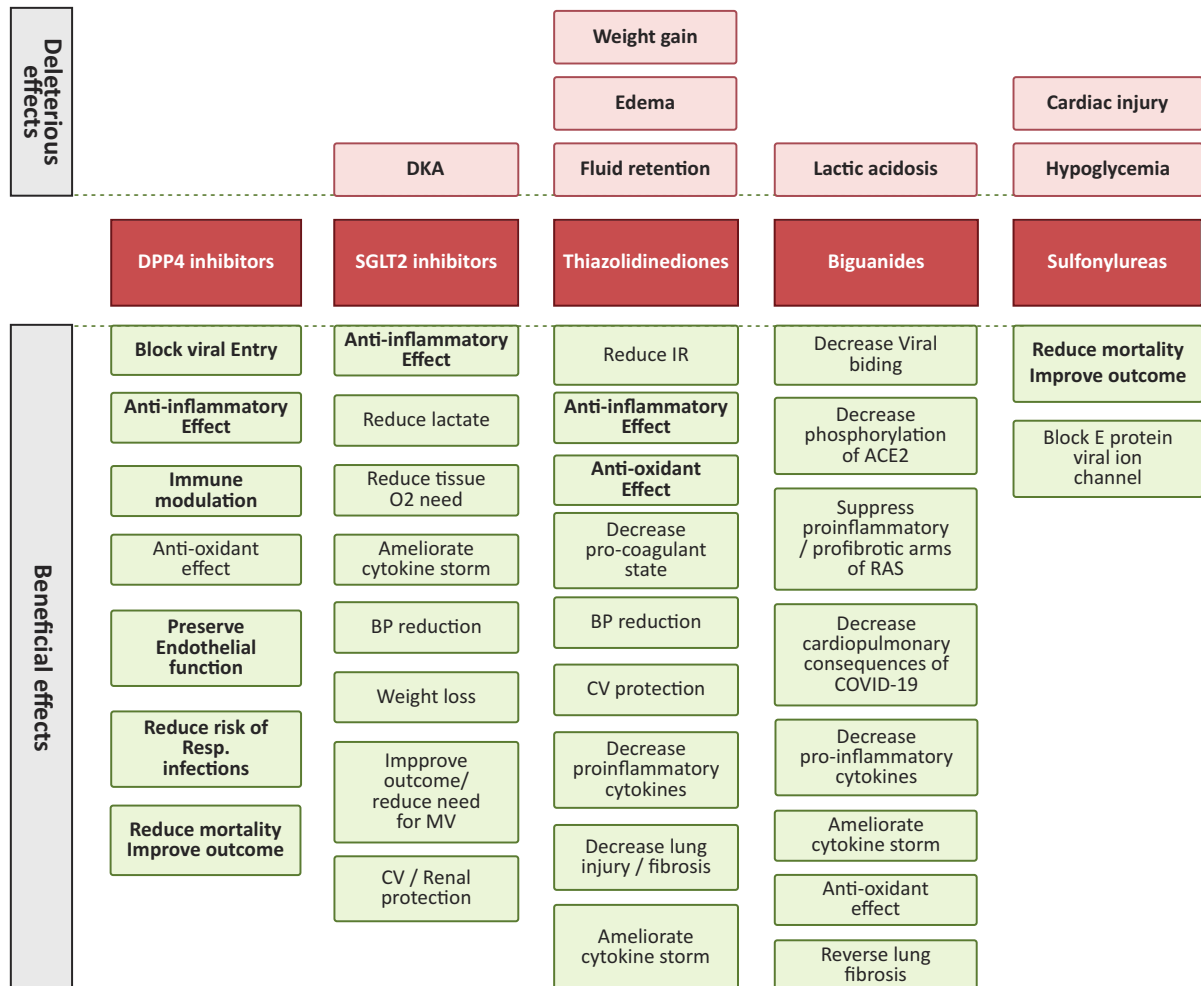 Deleterious
effects
Weight gain
Edema
Cardiac injury
DKA
Fluid retention
Lactic acidosis
Hypoglycemia
DPP4 inhibitors
SGLT2 inhibitors
Thiazolidinediones
Biguanides
Sulfonylureas
Beneficial effects
Block viral Entry
Anti-inflammatory
Effect
Immune
modulation
Anti-oxidant
effect
Preserve
Endothelial
function
Reduce risk of
Resp.
infections
Reduce mortality
Improve outcome
Anti-inflammatory
Effect
Reduce lactate
Reduce tissue
O2 need
Ameliorate
cytokine storm
BP reduction
Weight loss
Impprove
outcome/
reduce need
for MV
CV / Renal
protection
Reduce IR
Anti-inflammatory
Effect
Anti-oxidant
Effect
Decrease
pro-coagulant
state
BP reduction
CV protection
Decrease
proinflammatory
cytokines
Decrease lung
injury / fibrosis
Ameliorate
cytokine storm
Decrease Viral
biding
Decrease
phosphorylation
of ACE2
Suppress
proinflammatory
/ profibrotic arms
of RAS
Decrease
cardiopulmonary
consequences of
COVID-19
Decrease
pro-inflammatory
cytokines
Ameliorate
cytokine storm
Anti-oxidant
effect
Reverse lung
fibrosis
Reduce mortality
Improve outcome
Block E protein
viral ion
channel